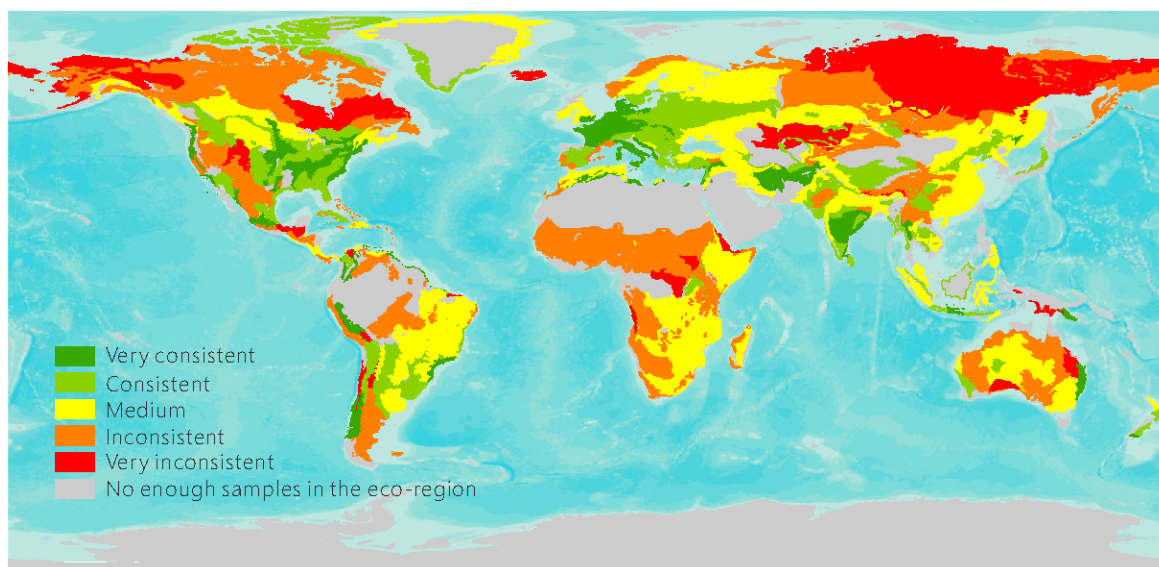 Very consistent
Consistent
Medium
Inconsistent
Very inconsistent
No enough samples in the eco-region